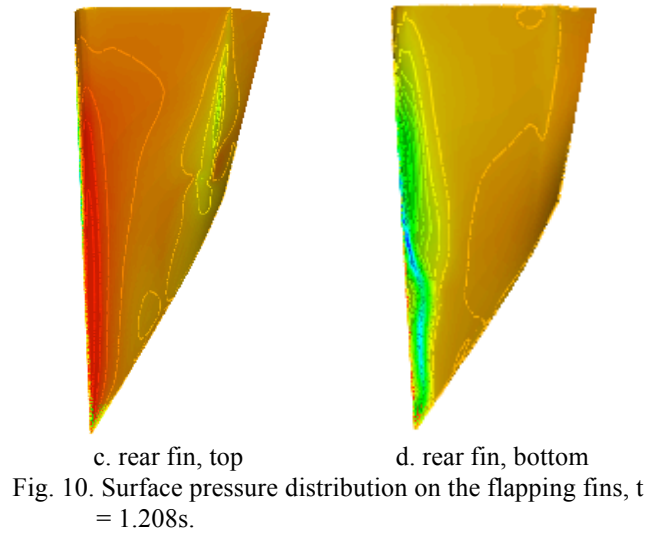 c. rear fin, top
d. rear fin, bottom
Fig. 10. Surface pressure distribution on the flapping fins, t
= 1.208s.